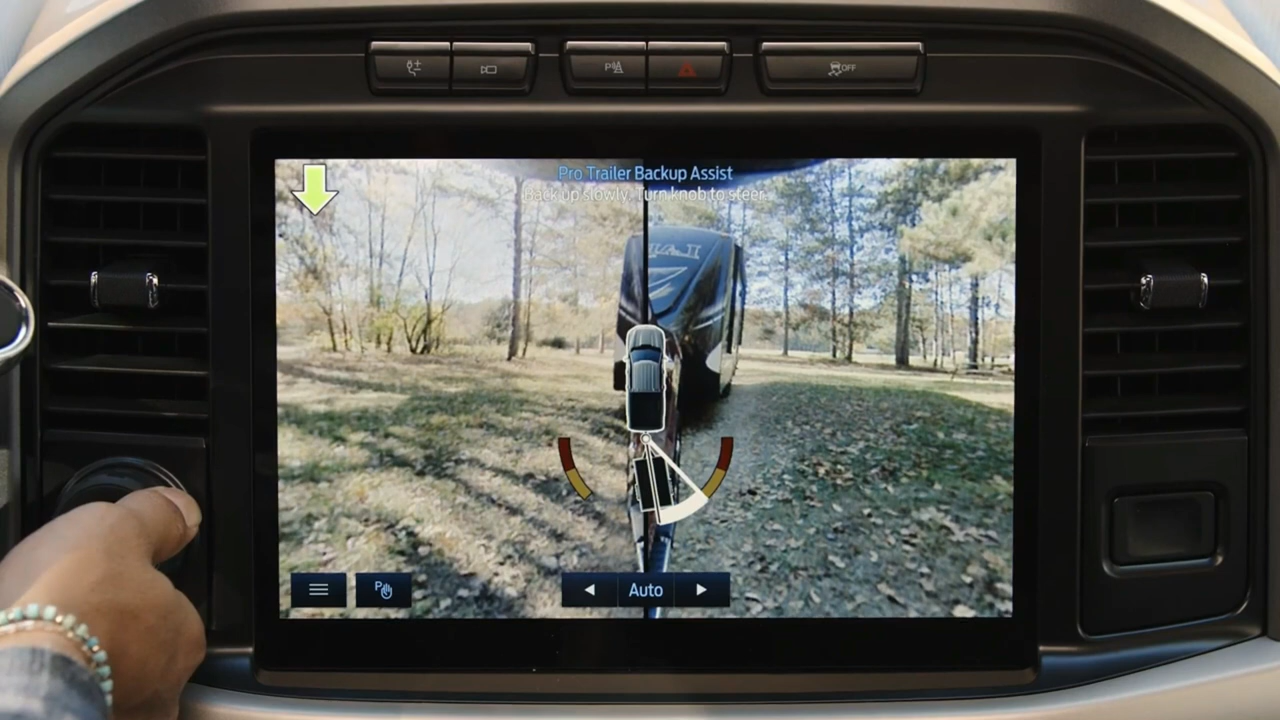 P
OFF
Pro Trailer Backup Assist
Back up slowly. Turn knob to steer.
P
Auto